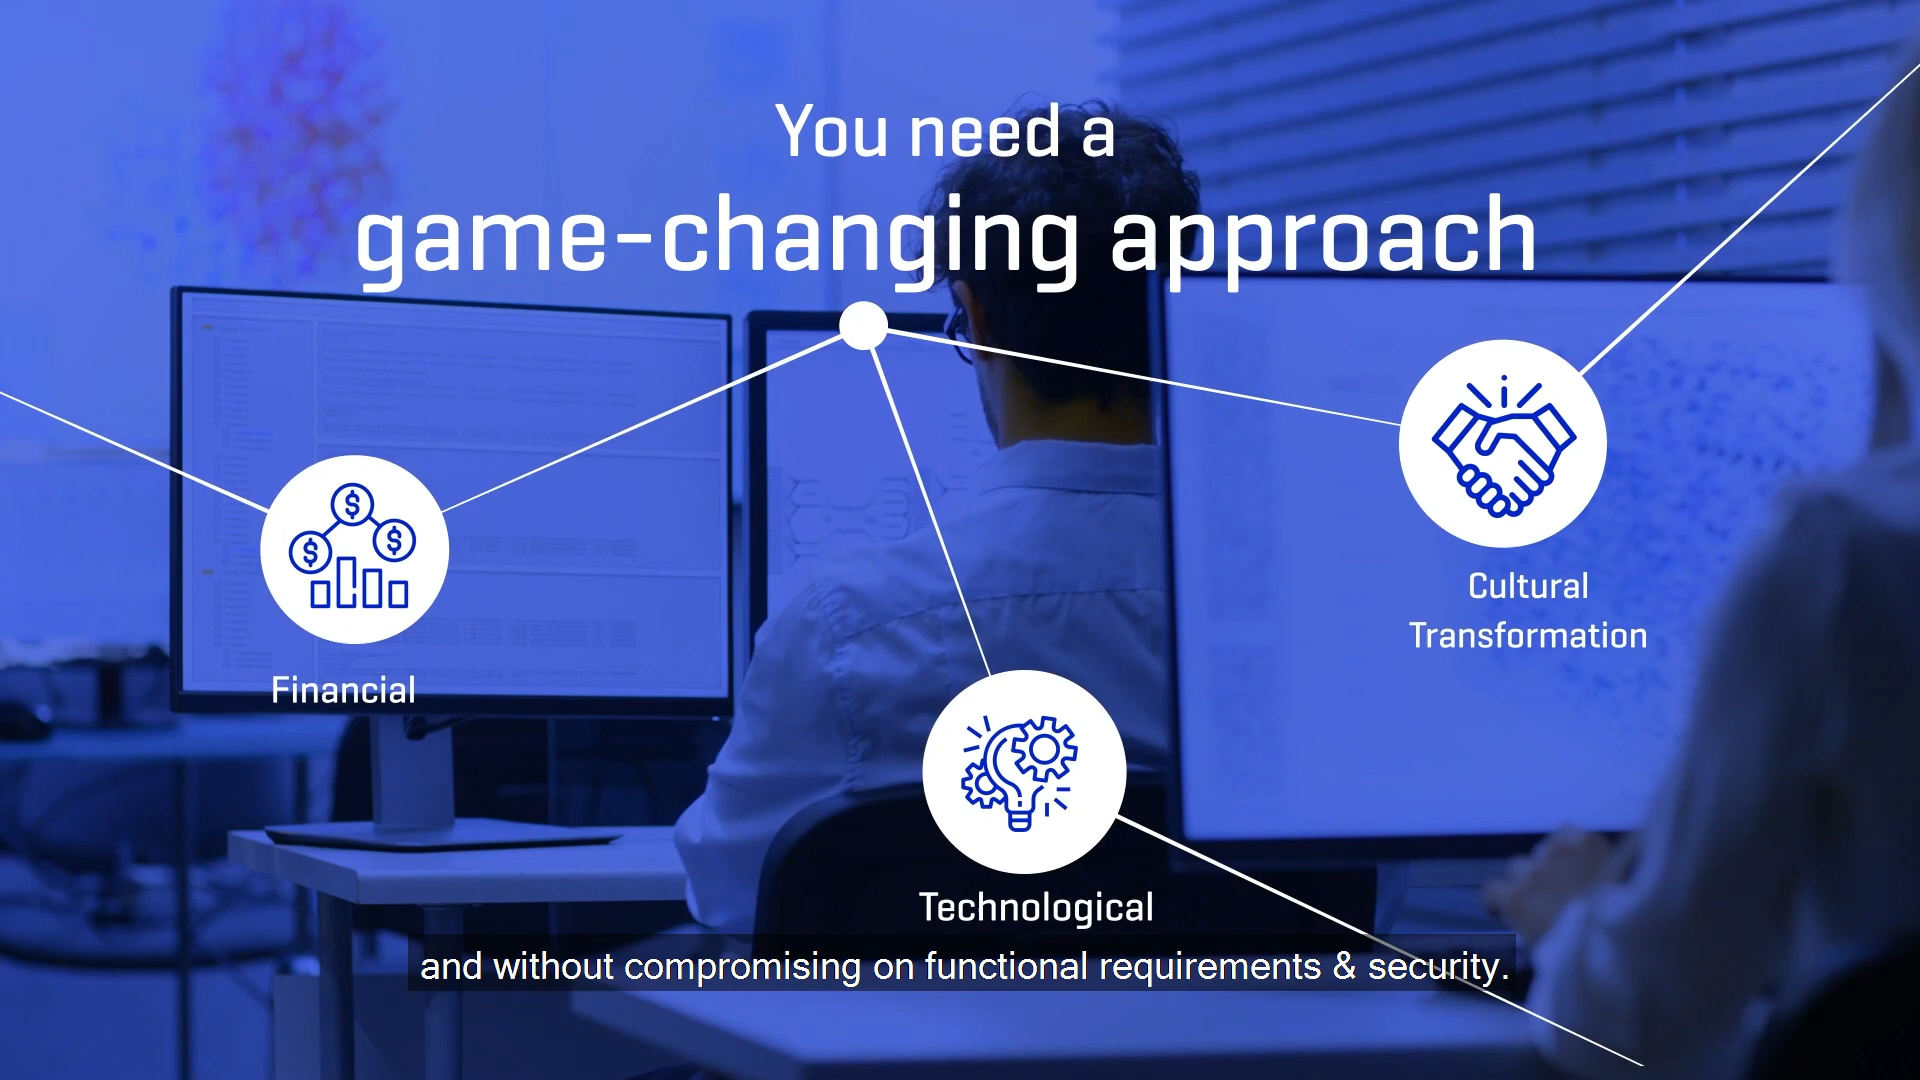 You need a
game-changing approach
Financial
Cultural
Transformation
Technological
and without compromising on functional requirements & security.